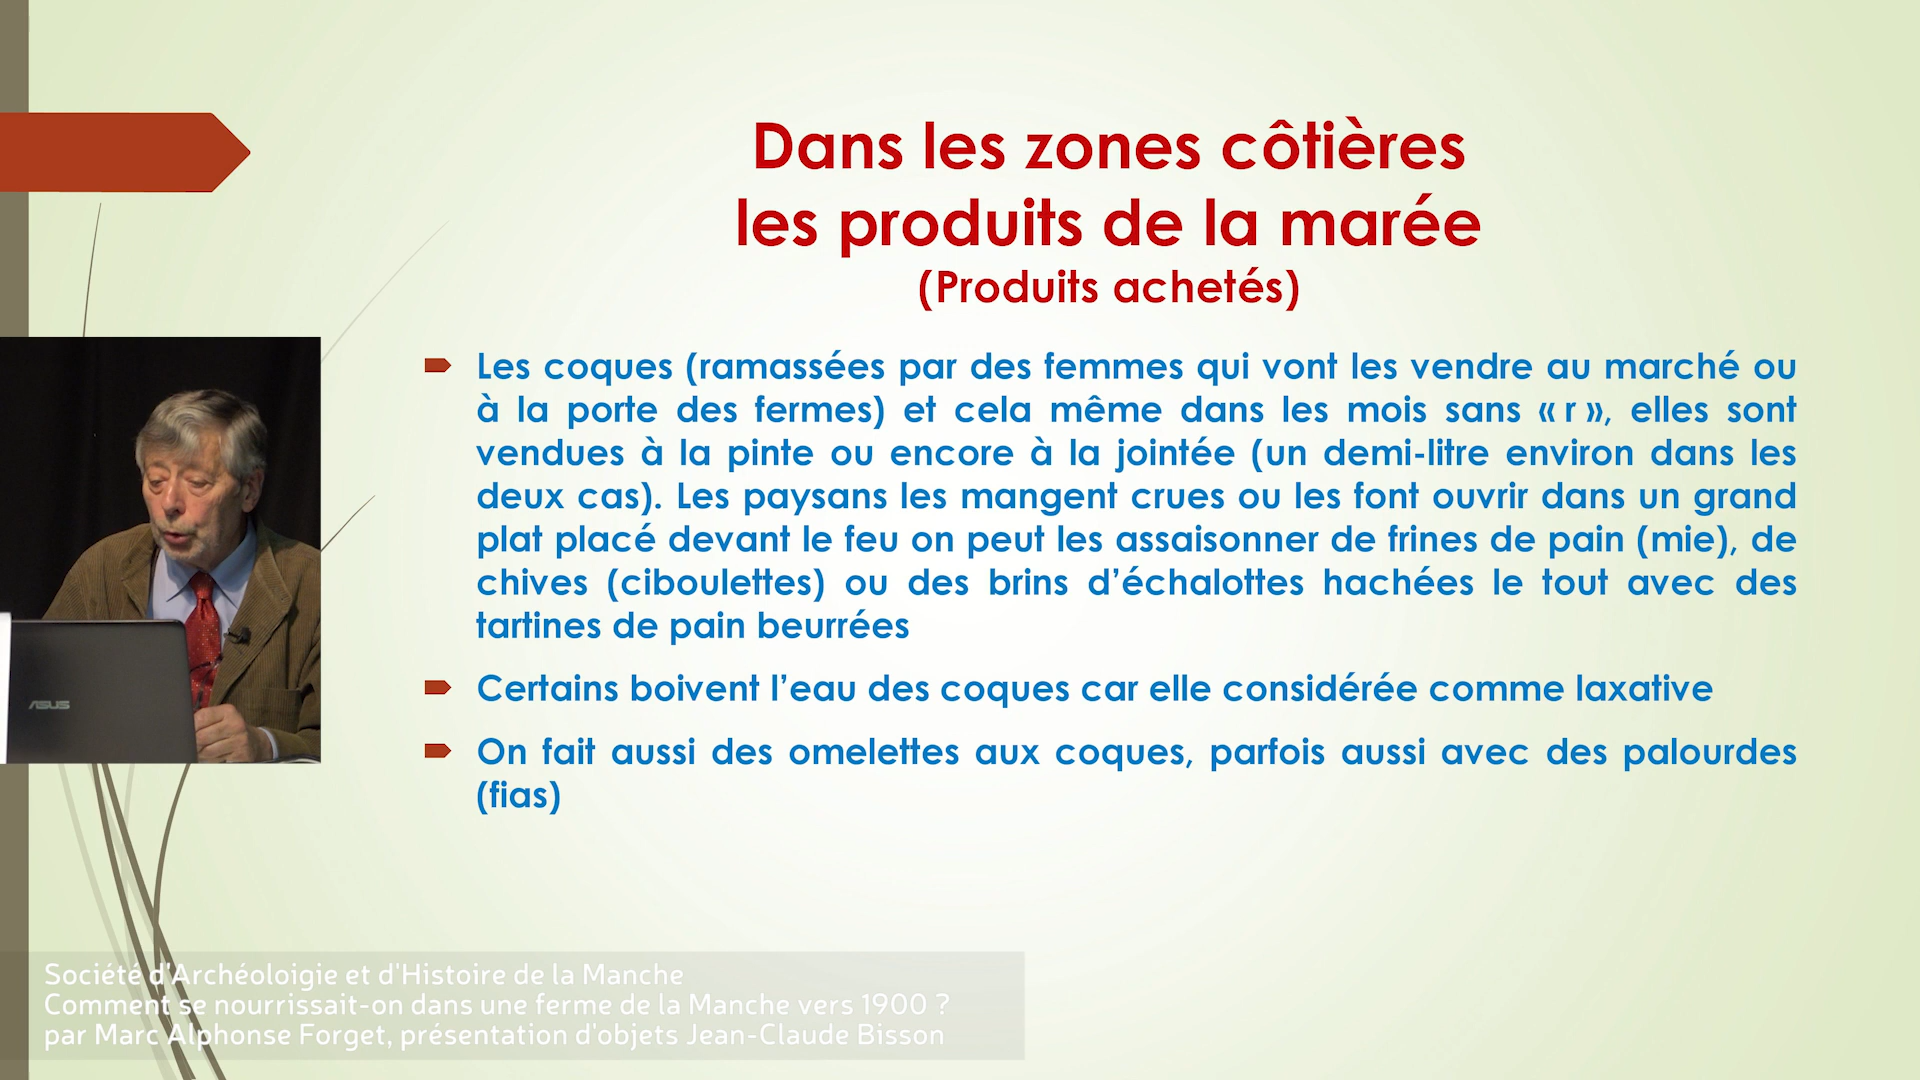 Dans les zones côtières
les produits de la marée
(Produits achetés)
Les coques (ramassées par des femmes qui vont les vendre au marché ou
à la porte des fermes) et cela même dans les mois sans « r », elles sont
vendues à la pinte ou encore à la jointée (un demi-litre environ dans les
deux cas). Les paysans les mangent crues ou les font ouvrir dans un grand
plat placé devant le feu on peut les assaisonner de frines de pain (mie), de
chives (ciboulettes) ou des brins d’échalottes hachées le tout avec des
tartines de pain beurrées
Certains boivent l’eau des coques car elle considérée comme laxative
On fait aussi des omelettes aux coques, parfois aussi avec des palourdes
(fias)
ASUS
Société d'Archéoloigie et d'Histoire de la Manche
Comment se nourrissait-on dans une ferme de la Manche vers 1900 ?
par Marc Alphonse Forget, présentation d'objets Jean-Claude Bisson